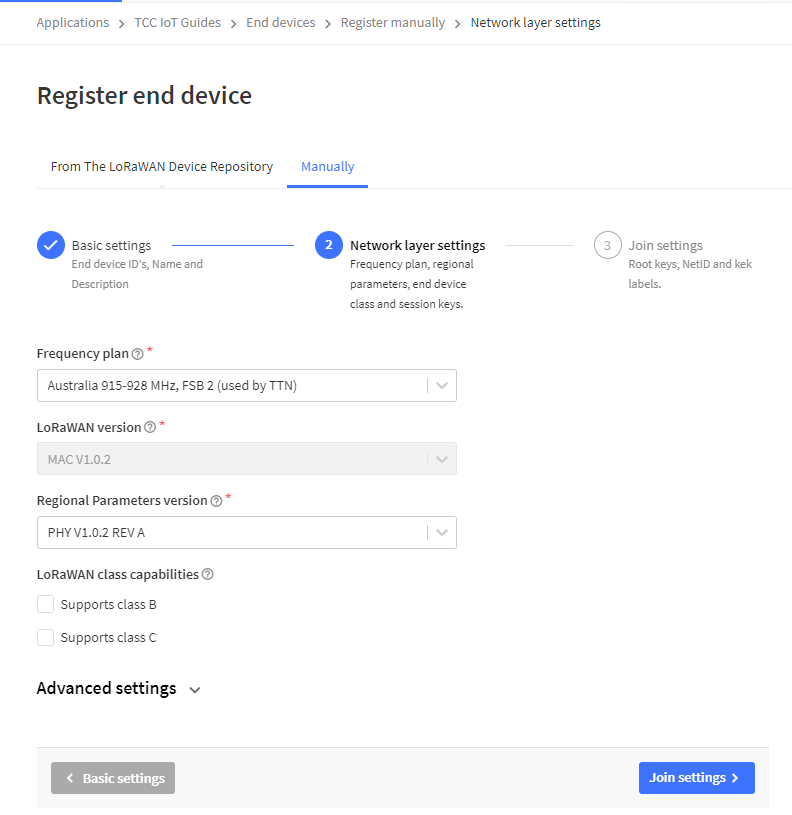 Applications > TCC IoT Guides > End devices > Register manually > Network layer settings
Register end device
From The LoRaWAN Device Repository Manually
Basic settings
End device ID's, Name and
Description
2 Network layer settings
Frequency plan, regional
parameters, end device
class and session keys.
3 Join settings
Root keys, NetID and kek
labels.
Frequency plan ? *
Australia 915-928 MHz, FSB 2 (used by TTN)
LoRaWAN version ? *
MAC V1.0.2
Regional Parameters version ? *
PHY V1.0.2 REV A
LoRaWAN class capabilities ?
Supports class B
Supports class C
Advanced settings
< Basic settings
Join settings >